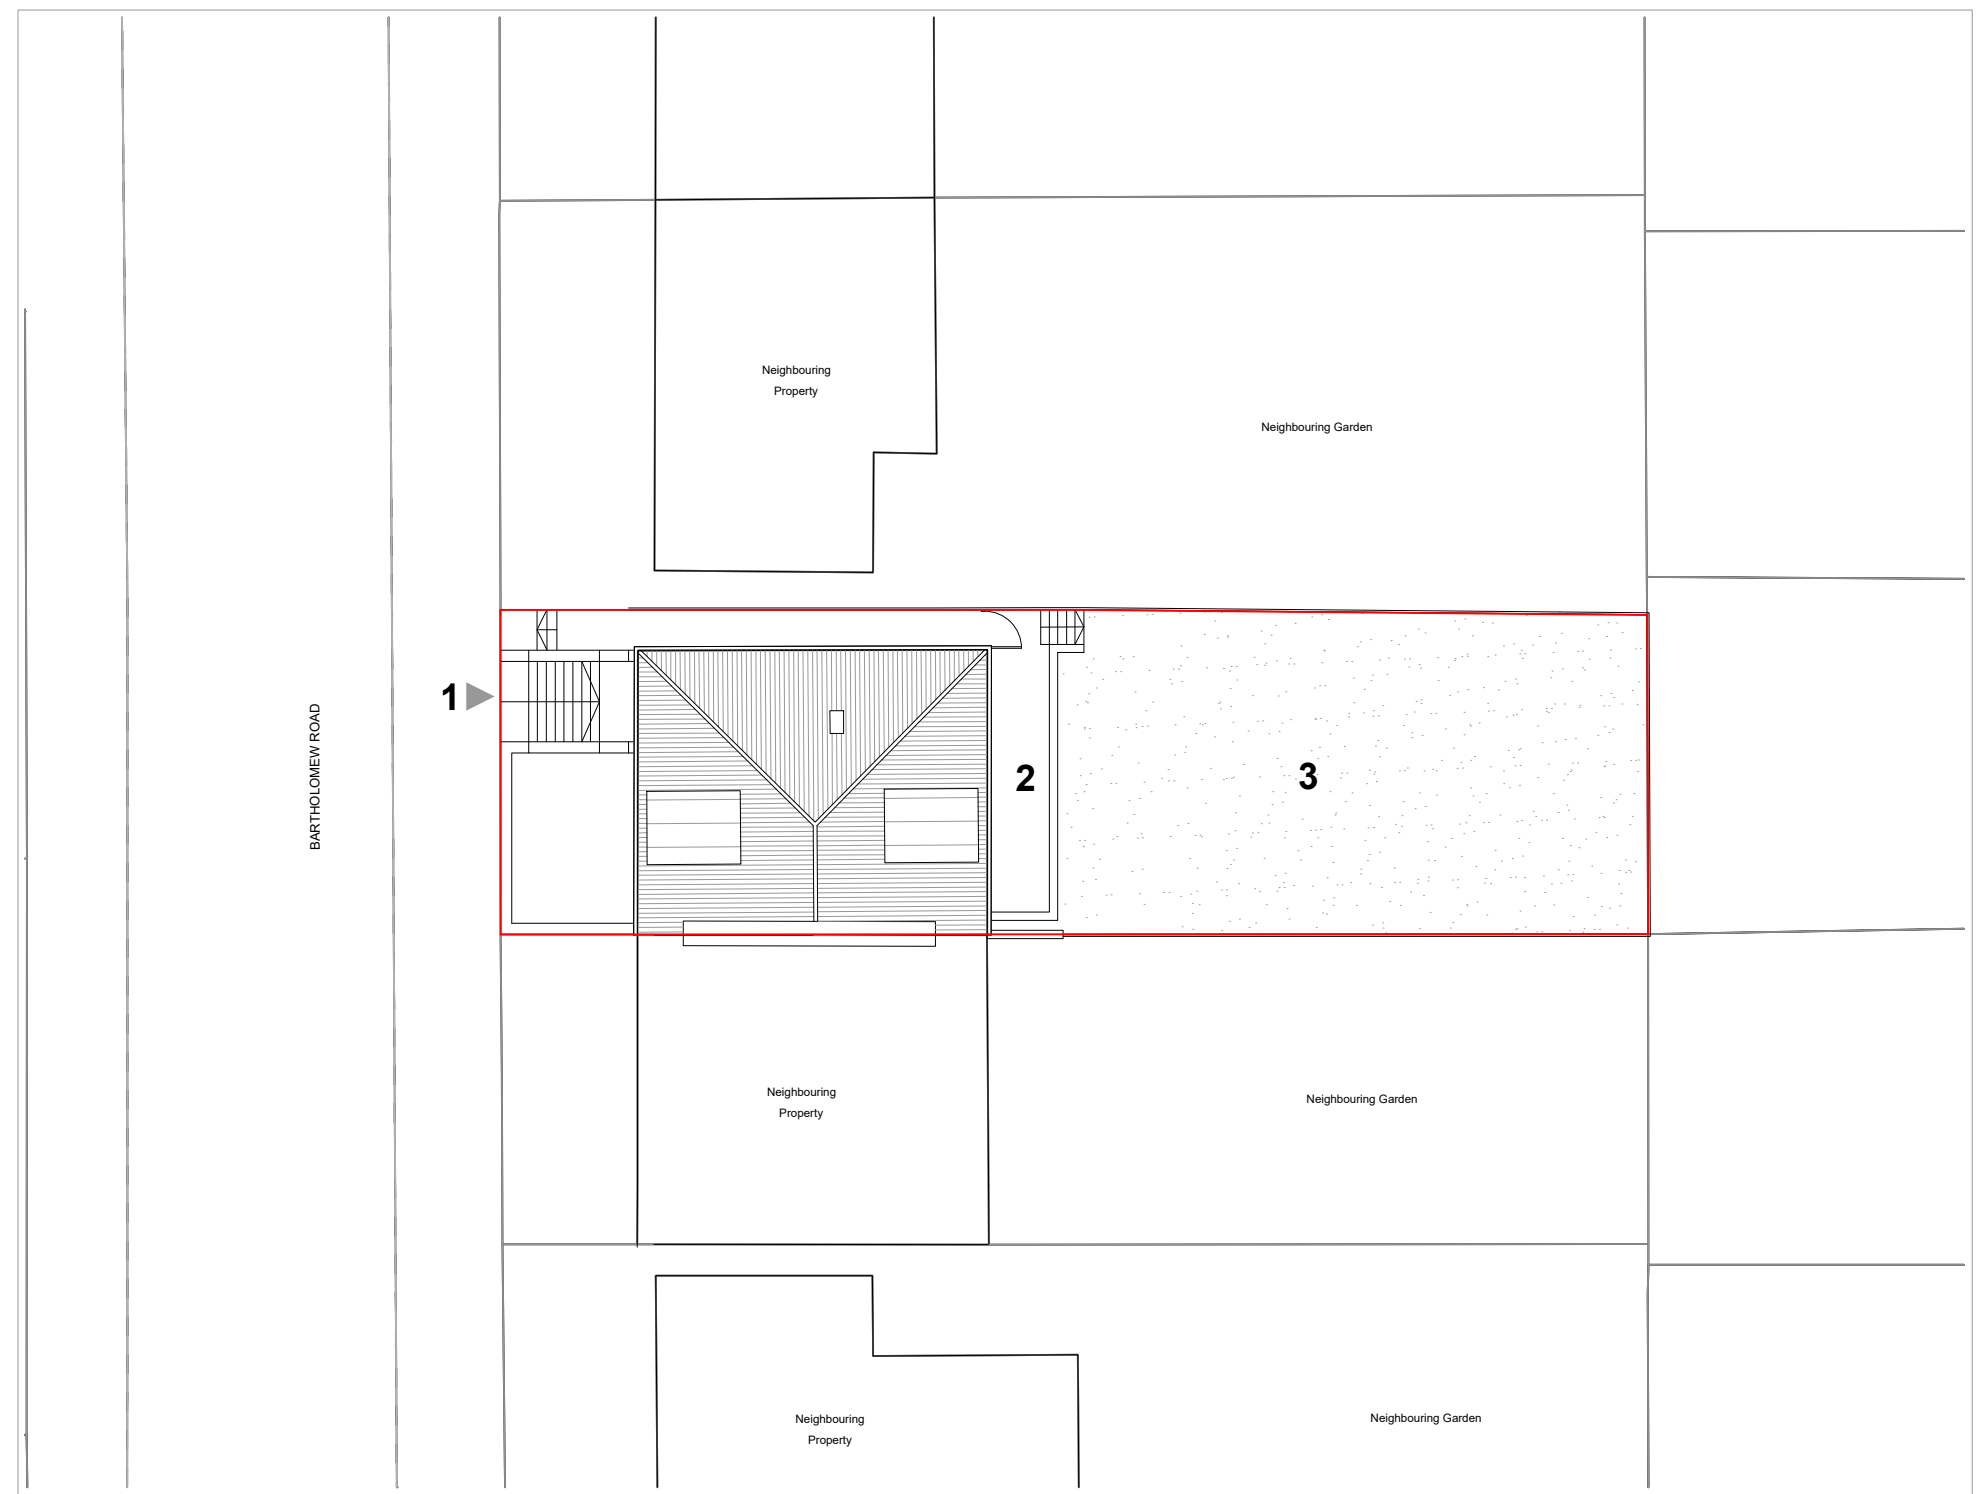 Neighbouring
Property
Neighbouring Garden
1
BARTHOLOMEW ROAD
2
3
Neighbouring
Property
Neighbouring Garden
Neighbouring
Property
Neighbouring Garden